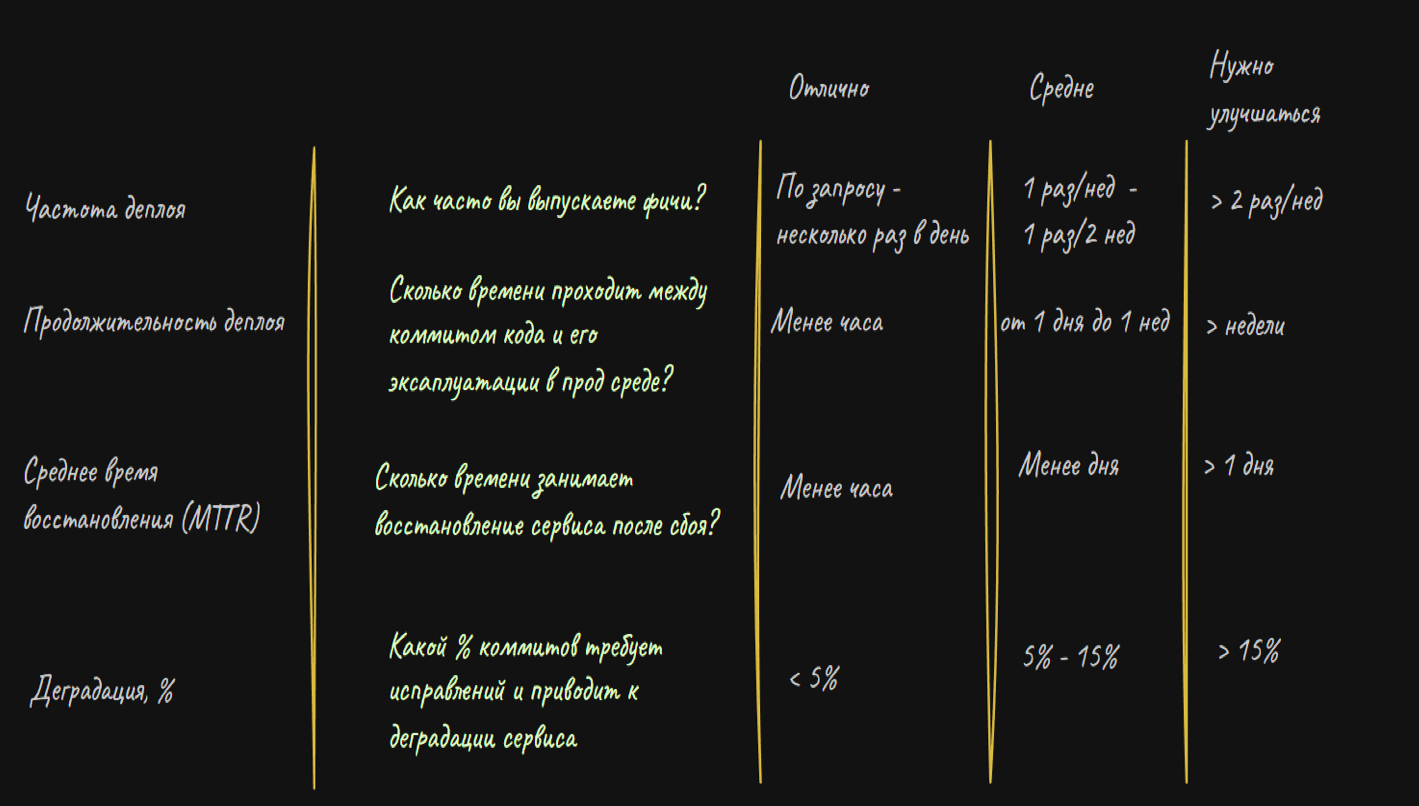 Отлично
Средне
Нужно
улучшаться
Частота деплоя
Как часто вы выпускаете фичи?
По запросу -
несколько раз в день
1 раз/нед -
1 раз/2 нед
> 2 раз/нед
Продолжительность деплоя
Сколько времени проходит между
коммитом кода и его
эксаплуатации в прод среде?
Менее часа
от 1 дня до 1 нед
> недели
Среднее время
восстановления (MTTR)
Сколько времени занимает
восстановление сервиса после сбоя?
Менее часа
Менее дня
> 1 дня
Деградация, %
Какой % коммитов требует
исправлений и приводит к
деградации сервиса
< 5%
5% - 15%
> 15%